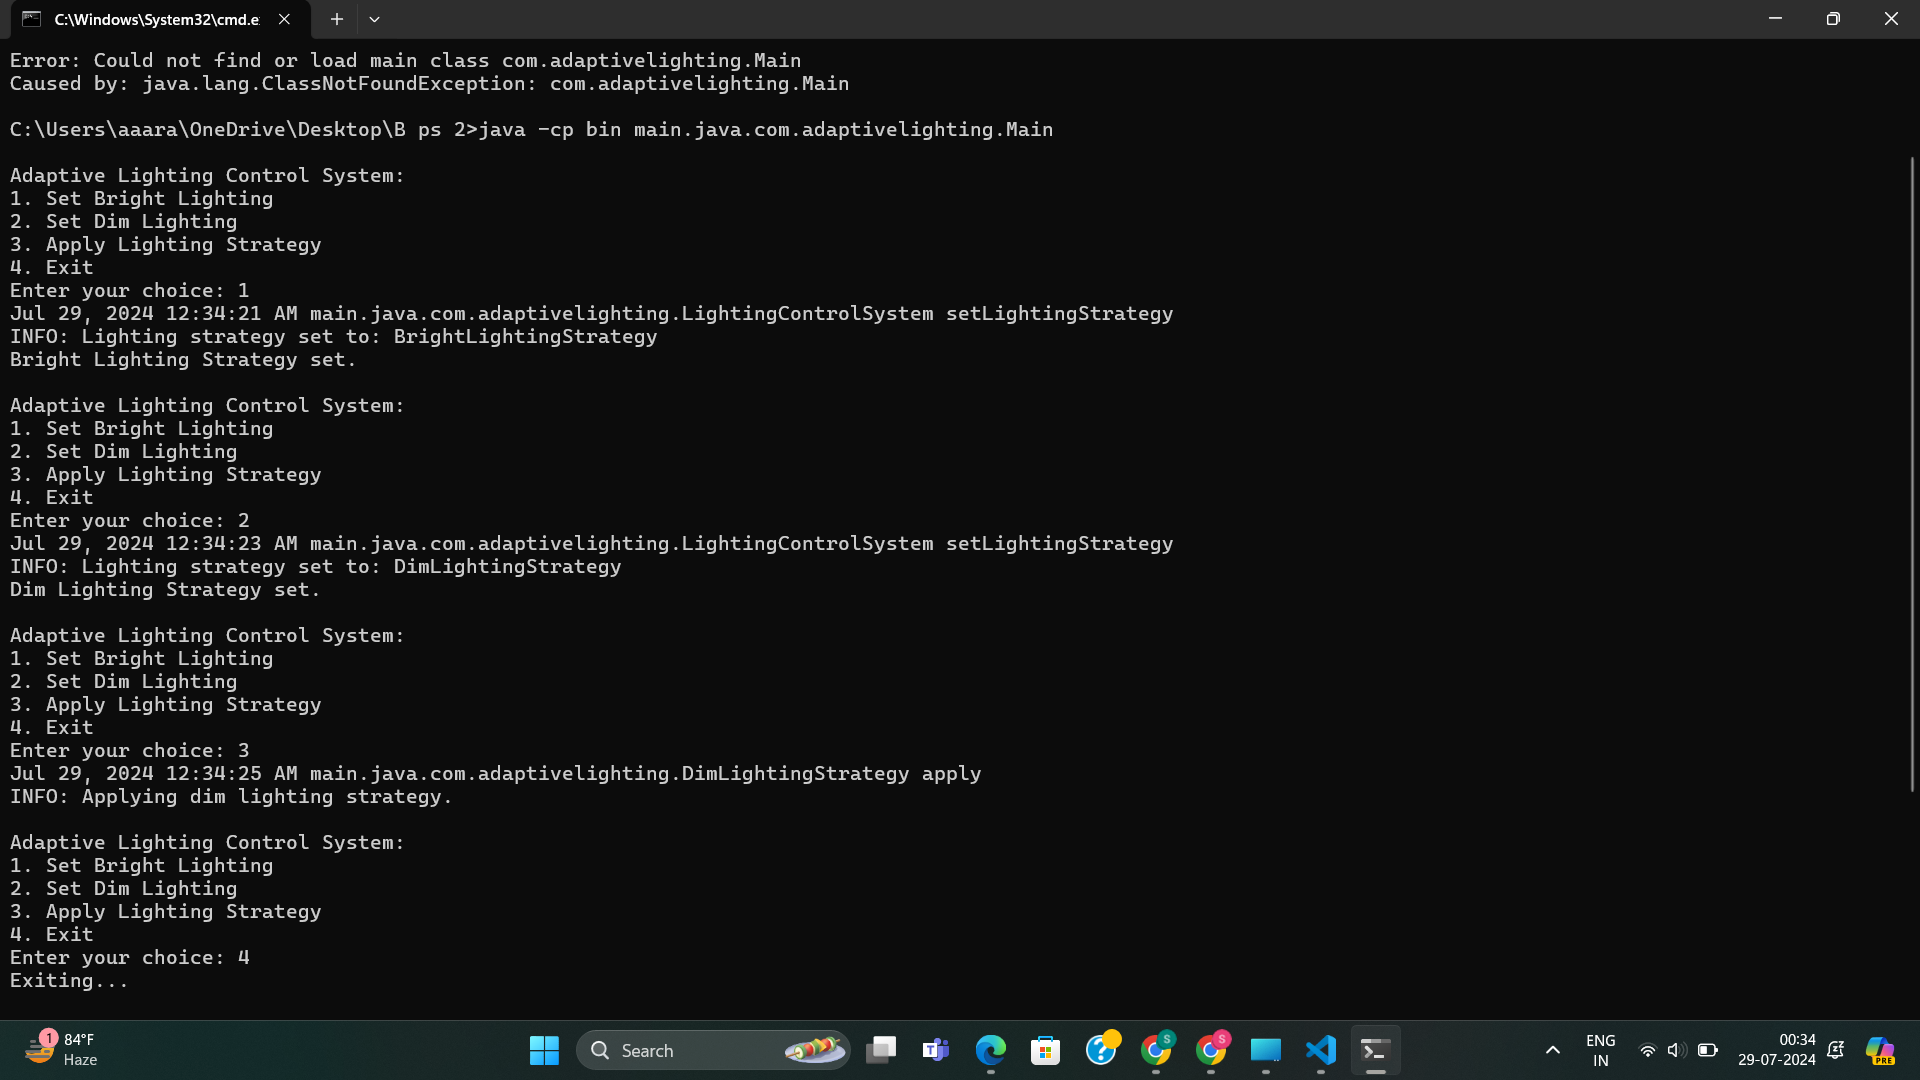 C:\Windows\System32\cmd.e
Error: Could not find or load main class com.adaptivelighting.Main
Caused by: java.lang.ClassNotFoundException: com.adaptivelighting.Main
C:\Users\aaara\OneDrive\Desktop\B ps 2>java -cp bin main.java.com.adaptivelighting.Main
Adaptive Lighting Control System:
1. Set Bright Lighting
2. Set Dim Lighting
3. Apply Lighting Strategy
4. Exit
Enter your choice: 1
Jul 29, 2024 12:34:21 AM main.java.com.adaptivelighting.LightingControlSystem setLightingStrategy
INFO: Lighting strategy set to: BrightLightingStrategy
Bright Lighting Strategy set.
Adaptive Lighting Control System:
1. Set Bright Lighting
2. Set Dim Lighting
3. Apply Lighting Strategy
4. Exit
Enter your choice: 2
Jul 29, 2024 12:34:23 AM main.java.com.adaptivelighting.LightingControlSystem setLightingStrategy
INFO: Lighting strategy set to: DimLightingStrategy
Dim Lighting Strategy set.
Adaptive Lighting Control System:
1. Set Bright Lighting
2. Set Dim Lighting
3. Apply Lighting Strategy
4. Exit
Enter your choice: 3
Jul 29, 2024 12:34:25 AM main.java.com.adaptivelighting.DimLightingStrategy apply
INFO: Applying dim lighting strategy.
Adaptive Lighting Control System:
1. Set Bright Lighting
2. Set Dim Lighting
3. Apply Lighting Strategy
4. Exit
Enter your choice: 4
Exiting...
1
84°F
Haze
Search
T
S
S
ENG
IN
00:34
29-07-2024
PRE